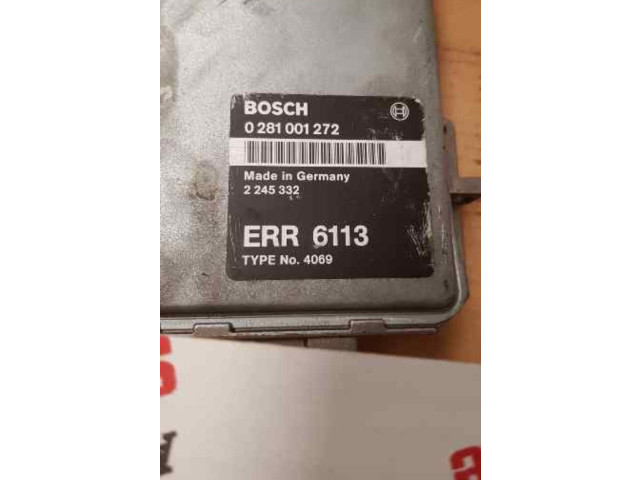 BOSCH
0 281 001 272
Made in Germany
2 245 332
ERR 6113
TYPE No. 4069